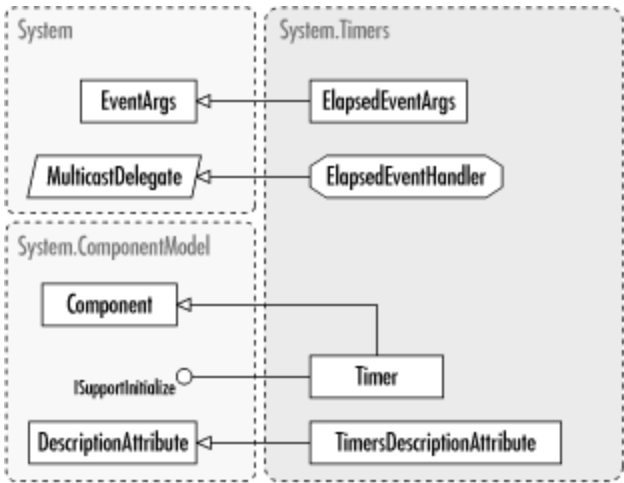 System
System.Timers
EventArgs
ElapsedEventArgs
MulticastDelegate
ElapsedEventHandler
System.ComponentModel
Component
ISupportInitialize
Timer
DescriptionAttribute
TimersDescriptionAttribute